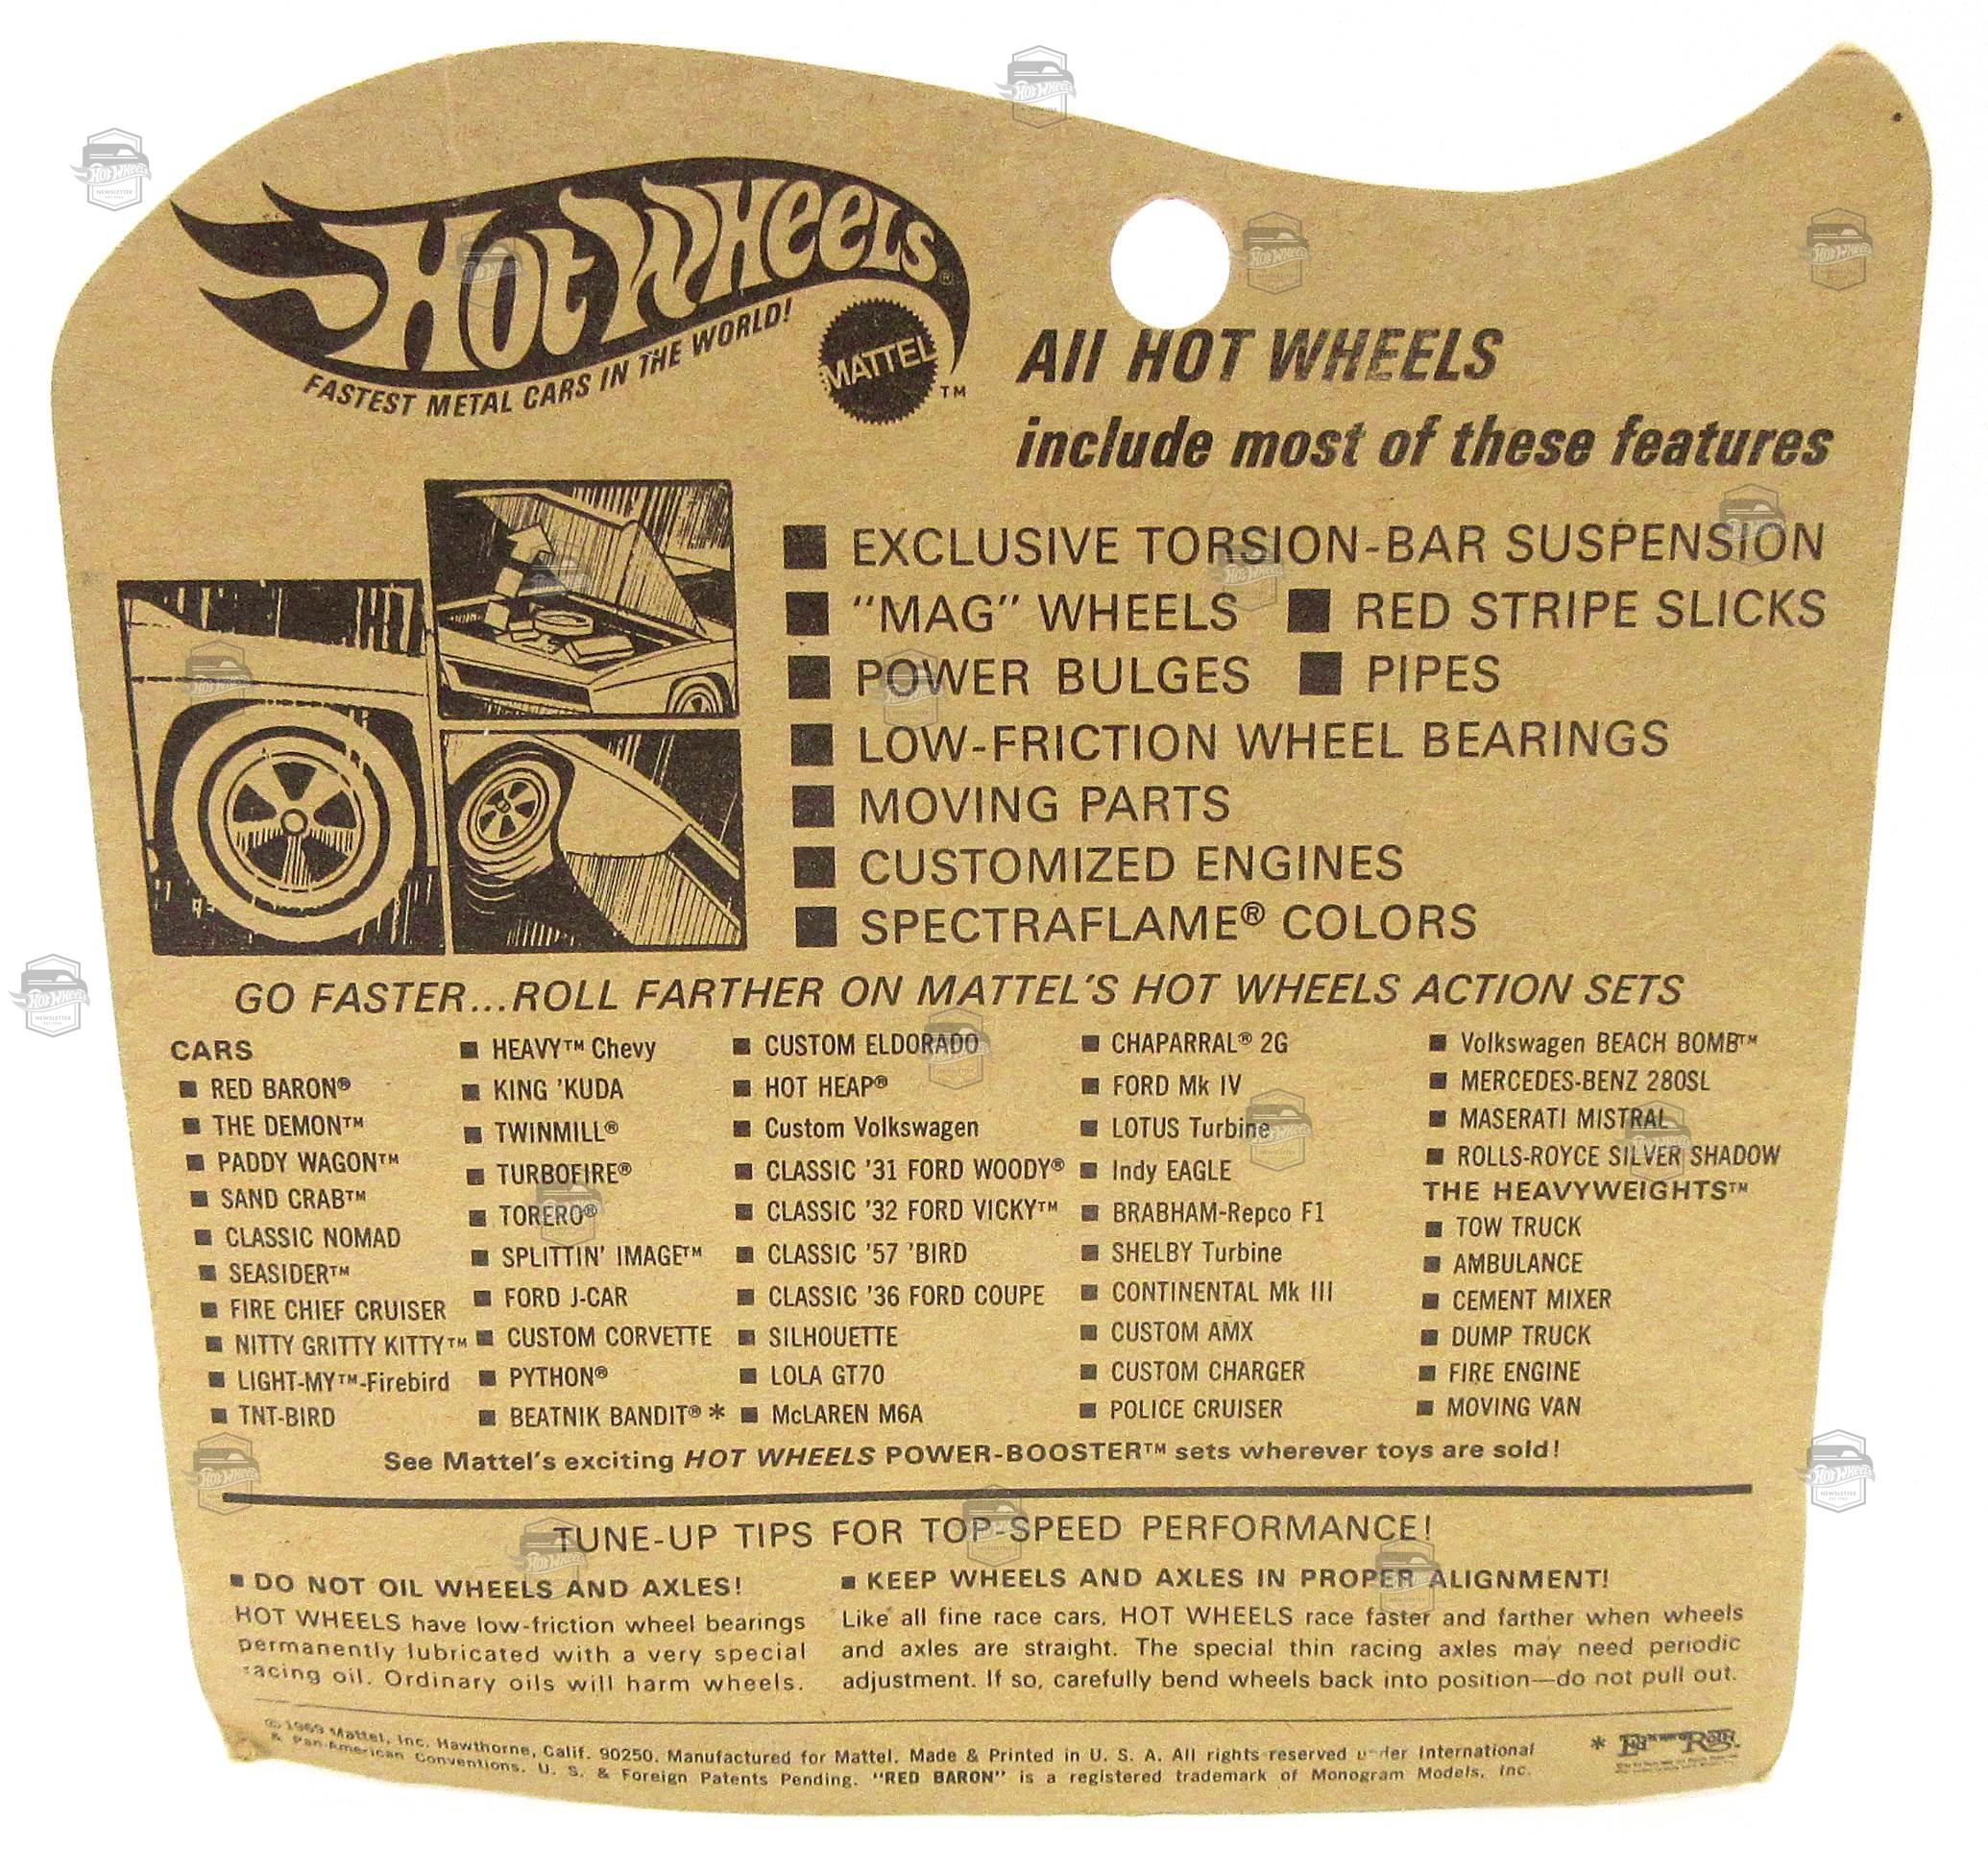 HOT WHEELS®
FASTEST METAL CARS IN THE WORLD!
MATTEL
™
All HOT WHEELS
include most of these features
■ EXCLUSIVE TORSION-BAR SUSPENSION
■ "MAG" WHEELS ■ RED STRIPE SLICKS
■ POWER BULGES ■ PIPES
■ LOW-FRICTION WHEEL BEARINGS
■ MOVING PARTS
■ CUSTOMIZED ENGINES
■ SPECTRAFLAME® COLORS
GO FASTER...ROLL FARTHER ON MATTEL'S HOT WHEELS ACTION SETS
CARS
■ RED BARON®
■ THE DEMON™
■ PADDY WAGON™
■ SAND CRAB™
■ CLASSIC NOMAD
■ SEASIDER™
■ FIRE CHIEF CRUISER
■ NITTY GRITTY KITTY™
■ LIGHT-MY™-Firebird
■ TNT-BIRD
■ HEAVY™ Chevy
■ KING 'KUDA
■ TWINMILL®
■ TURBOFIRE®
■ TORERO®
■ SPLITTIN' IMAGE™
■ FORD J-CAR
■ CUSTOM CORVETTE
■ PYTHON®
■ BEATNIK BANDIT® *
■ CUSTOM ELDORADO
■ HOT HEAP®
■ Custom Volkswagen
■ CLASSIC '31 FORD WOODY®
■ CLASSIC '32 FORD VICKY™
■ CLASSIC '57 'BIRD
■ CLASSIC '36 FORD COUPE
■ SILHOUETTE
■ LOLA GT70
■ McLAREN M6A
■ CHAPARRAL® 2G
■ FORD Mk IV
■ LOTUS Turbine
■ Indy EAGLE
■ BRABHAM-Repco F1
■ SHELBY Turbine
■ CONTINENTAL Mk III
■ CUSTOM AMX
■ CUSTOM CHARGER
■ POLICE CRUISER
■ Volkswagen BEACH BOMB™
■ MERCEDES-BENZ 280SL
■ MASERATI MISTRAL
■ ROLLS-ROYCE SILVER SHADOW
THE HEAVYWEIGHTS™
■ TOW TRUCK
■ AMBULANCE
■ CEMENT MIXER
■ DUMP TRUCK
■ FIRE ENGINE
■ MOVING VAN
See Mattel's exciting HOT WHEELS POWER-BOOSTER™ sets wherever toys are sold!
TUNE-UP TIPS FOR TOP-SPEED PERFORMANCE!
■ DO NOT OIL WHEELS AND AXLES!
HOT WHEELS have low-friction wheel bearings
permanently lubricated with a very special
racing oil. Ordinary oils will harm wheels.
■ KEEP WHEELS AND AXLES IN PROPER ALIGNMENT!
Like all fine race cars, HOT WHEELS race faster and farther when wheels
and axles are straight. The special thin racing axles may need periodic
adjustment. If so, carefully bend wheels back into position—do not pull out.
© 1969 Mattel, Inc. Hawthorne, Calif. 90250. Manufactured for Mattel. Made & Printed in U. S. A. All rights reserved under International
& Pan-American Conventions. U. S. & Foreign Patents Pending. "RED BARON" is a registered trademark of Monogram Models, Inc.
* Ed Roth
HOT WHEELS
NEWSLETTER